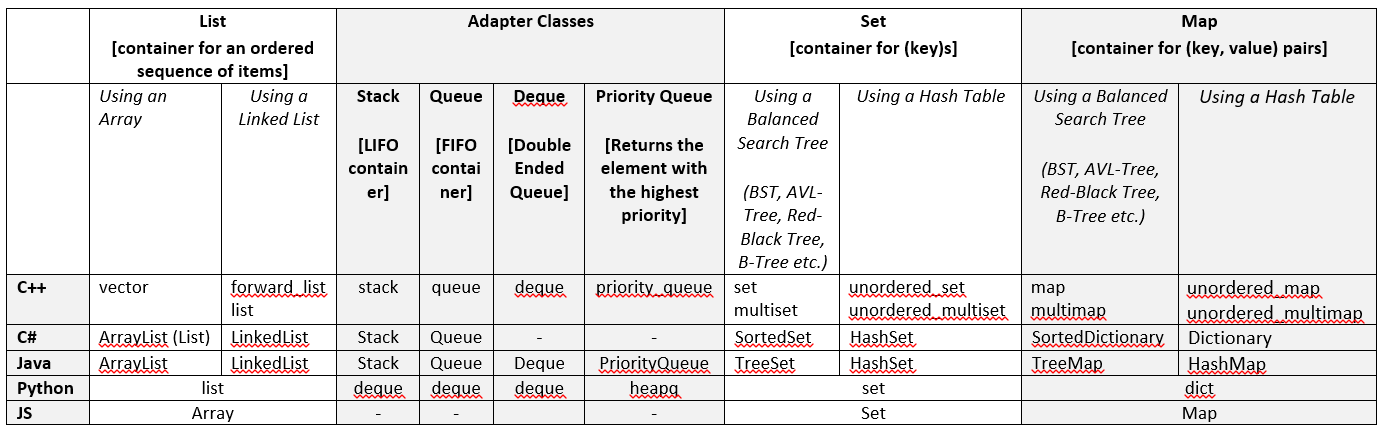 List
[container for an ordered
sequence of items]
Adapter Classes
Set
[container for (key)s]
Map
[container for (key, value) pairs]
Using an
Array
Using a
Linked List
Stack
[LIFO
contain
er]
Queue
[FIFO
contai
ner]
Deque
[Double
Ended
Queue]
Priority Queue
[Returns the
element with
the highest
priority]
Using a
Balanced
Search Tree
(BST, AVL-
Tree, Red-
Black Tree,
B-Tree etc.)
Using a Hash Table
Using a Balanced
Search Tree
(BST, AVL-Tree,
Red-Black Tree,
B-Tree etc.)
Using a Hash Table
C++
vector
forward_list
list
stack
queue
deque
priority_queue
set
multiset
unordered_set
unordered_multiset
map
multimap
unordered_map
unordered_multimap
C#
ArrayList (List)
LinkedList
Stack
Queue
-
-
SortedSet
HashSet
SortedDictionary
Dictionary
Java
ArrayList
LinkedList
Stack
Queue
Deque
PriorityQueue
TreeSet
HashSet
TreeMap
HashMap
Python
list
deque
deque
deque
heapq
set
dict
JS
Array
-
-
-
Set
Map